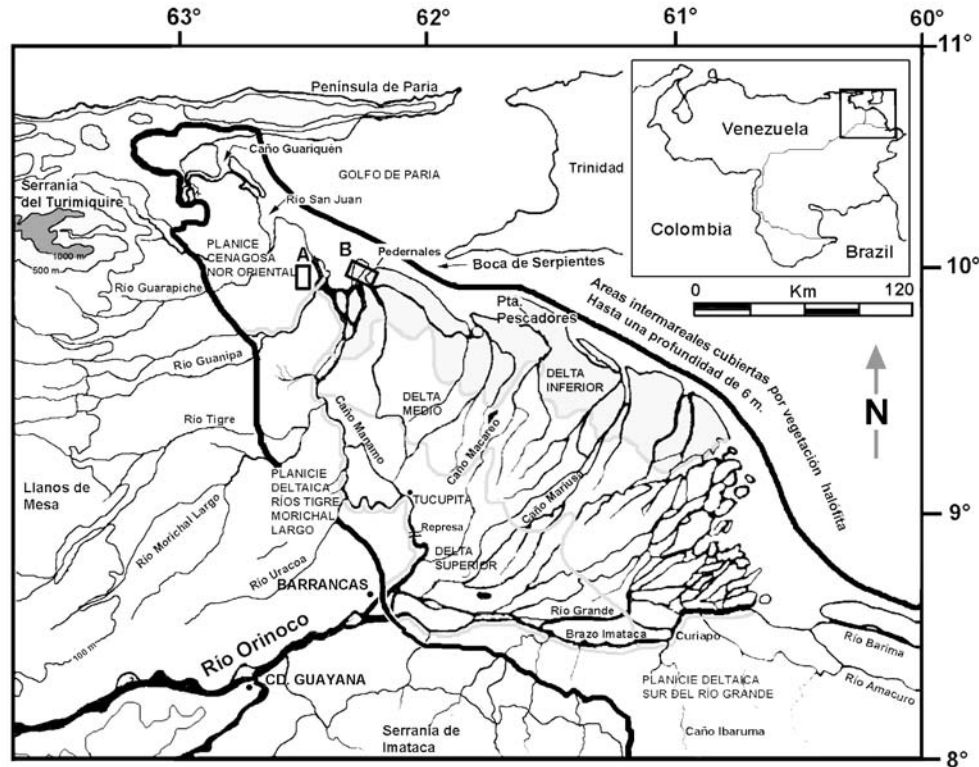 63°
62°
61°
60°
11°
Península de Paria
Caño Guariquén
Venezuela
Trinidad
GOLFO DE PARIA
Serranía
del Turimiquire
Río San Juan
Colombia
Brazil
PLANICE
CENAGOSA
NOR ORIENTAL
A
B
Pedernales
Boca de Serpientes
1000 m
500 m
10°
Río Guarapiche
0 Km 120
Pta.
Pescadores
Areas intermareales cubiertas por vegetación halófita
Hasta una profundidad de 6 m.
Río Guanipa
DELTA
INFERIOR
DELTA
MEDIO
N
Caño Manamo
Caño Macareo
Río Tigre
Caño Mariusa
Llanos de
Mesa
PLANICIE
DELTAICA
RÍOS TIGRE
MORICHAL
LARGO
TUCUPITA
Río Morichal Largo
9°
Represa
Río Uracoa
DELTA
SUPERIOR
BARRANCAS
Río Grande
Río Orinoco
Brazo Imataca
Curiapo
Río Barima
100 m
PLANICIE DELTAICA
SUR DEL RÍO GRANDE
Río Amacuro
CD. GUAYANA
Serranía de
Imataca
Caño Ibaruma
8°